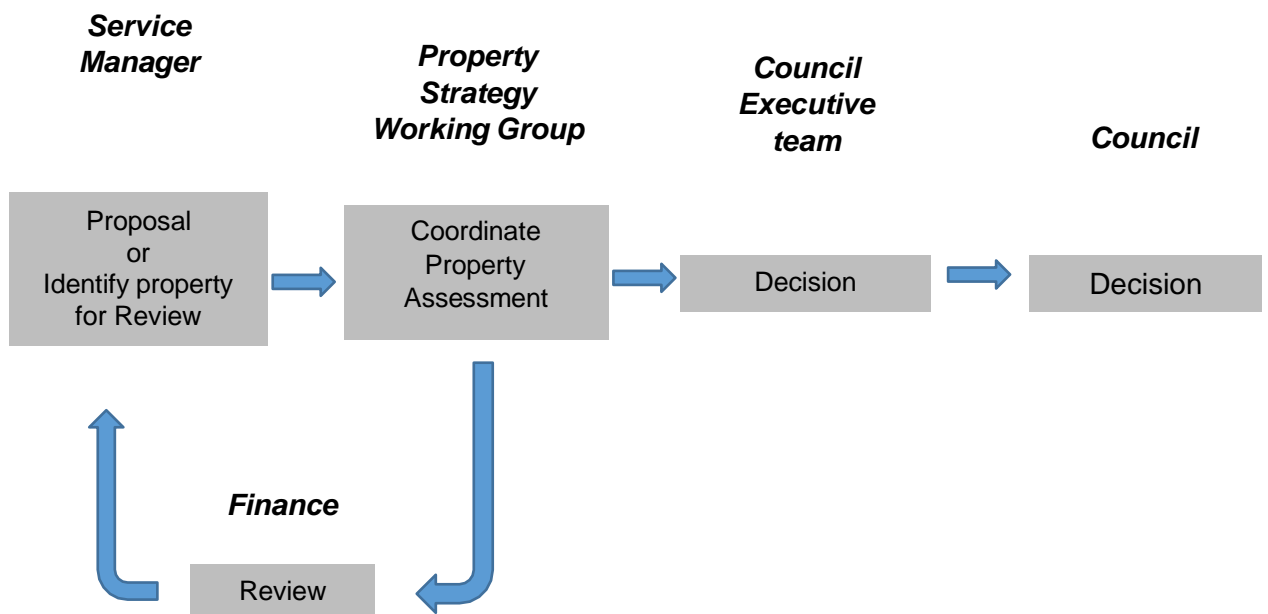 Service
Manager
Property
Strategy
Working Group
Council
Executive
team
Council
Proposal
or
Identify property
for Review
Coordinate
Property
Assessment
Decision
Decision
Finance
Review